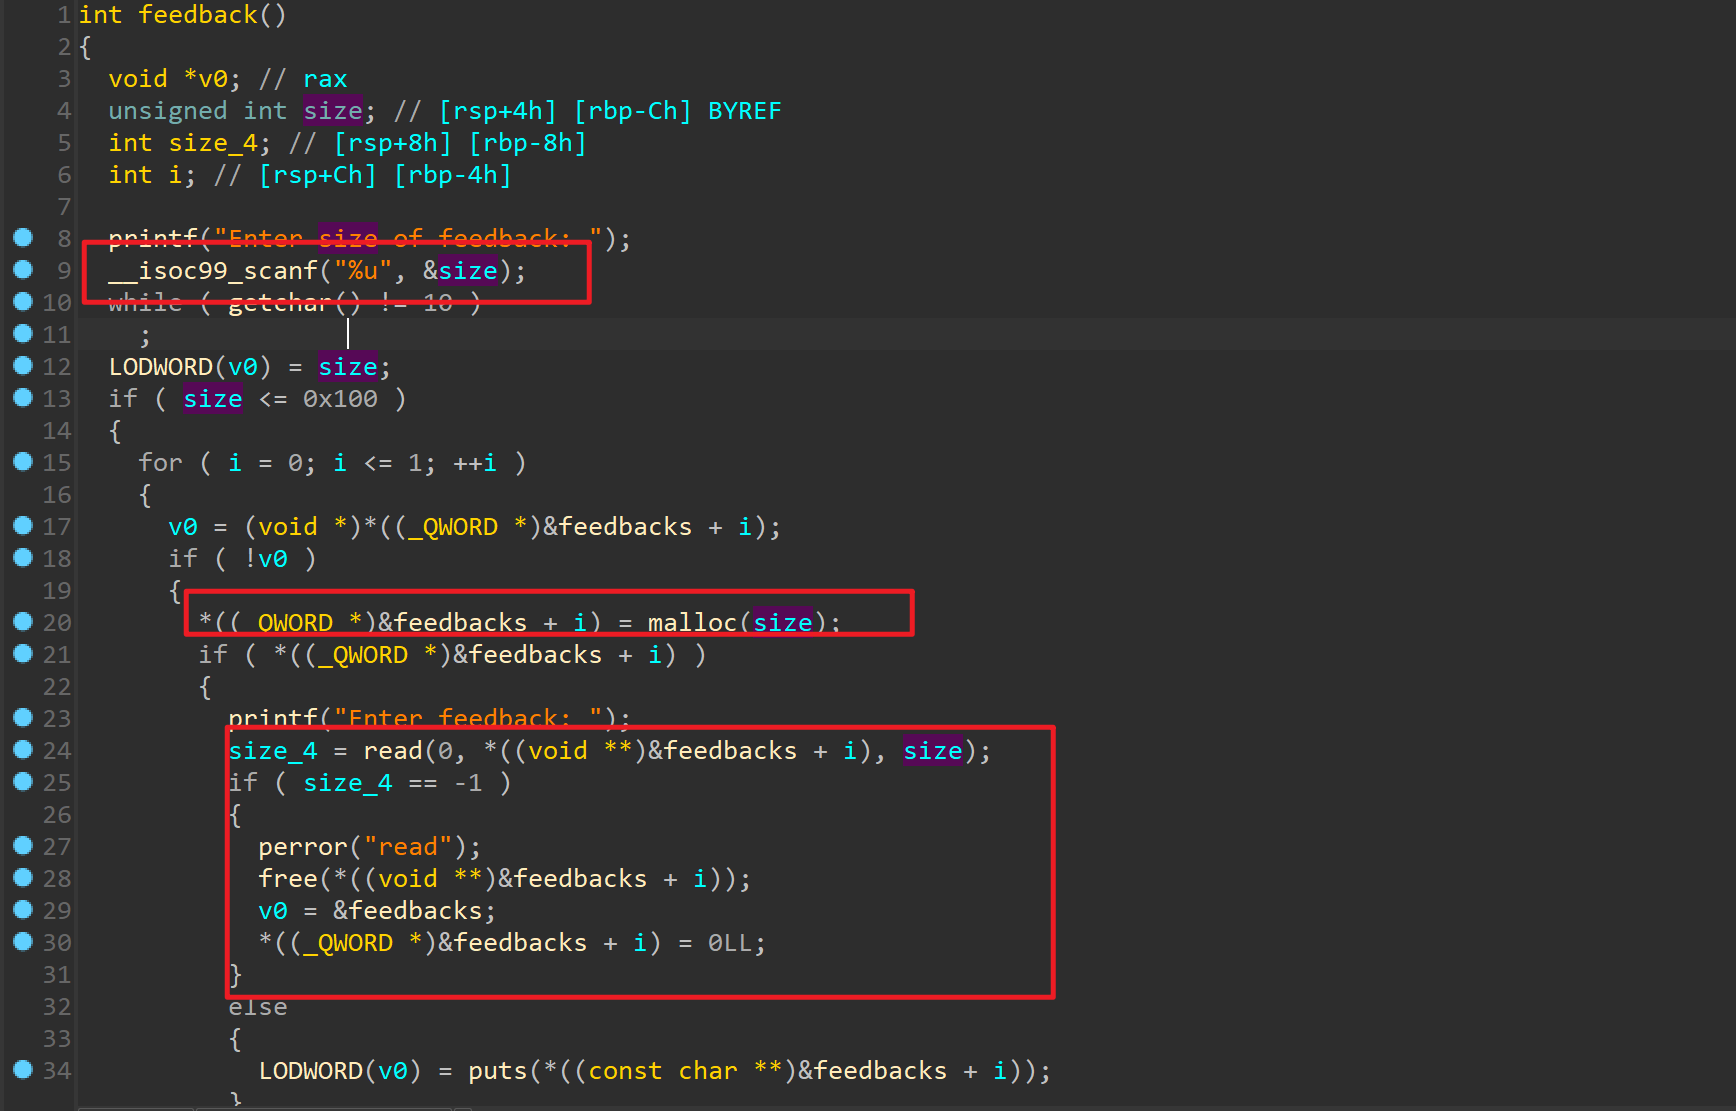 1 int feedback()
2 {
3   void *v0; // rax
4   unsigned int size; // [rsp+4h] [rbp-Ch] BYREF
5   int size_4; // [rsp+8h] [rbp-8h]
6   int i; // [rsp+Ch] [rbp-4h]
7
8   printf("Enter size of feedback: ");
9   __isoc99_scanf("%u", &size);
10   while ( getchar() != 10 )
11     ;
12   LODWORD(v0) = size;
13   if ( size <= 0x100 )
14   {
15     for ( i = 0; i <= 1; ++i )
16     {
17       v0 = (void *)*((_QWORD *)&feedbacks + i);
18       if ( !v0 )
19       {
20         *((_QWORD *)&feedbacks + i) = malloc(size);
21         if ( *((_QWORD *)&feedbacks + i) )
22         {
23           printf("Enter feedback: ");
24           size_4 = read(0, *((void **)&feedbacks + i), size);
25           if ( size_4 == -1 )
26           {
27             perror("read");
28             free(*((void **)&feedbacks + i));
29             v0 = &feedbacks;
30             *((_QWORD *)&feedbacks + i) = 0LL;
31           }
32           else
33           {
34             LODWORD(v0) = puts(*((const char **)&feedbacks + i));
}